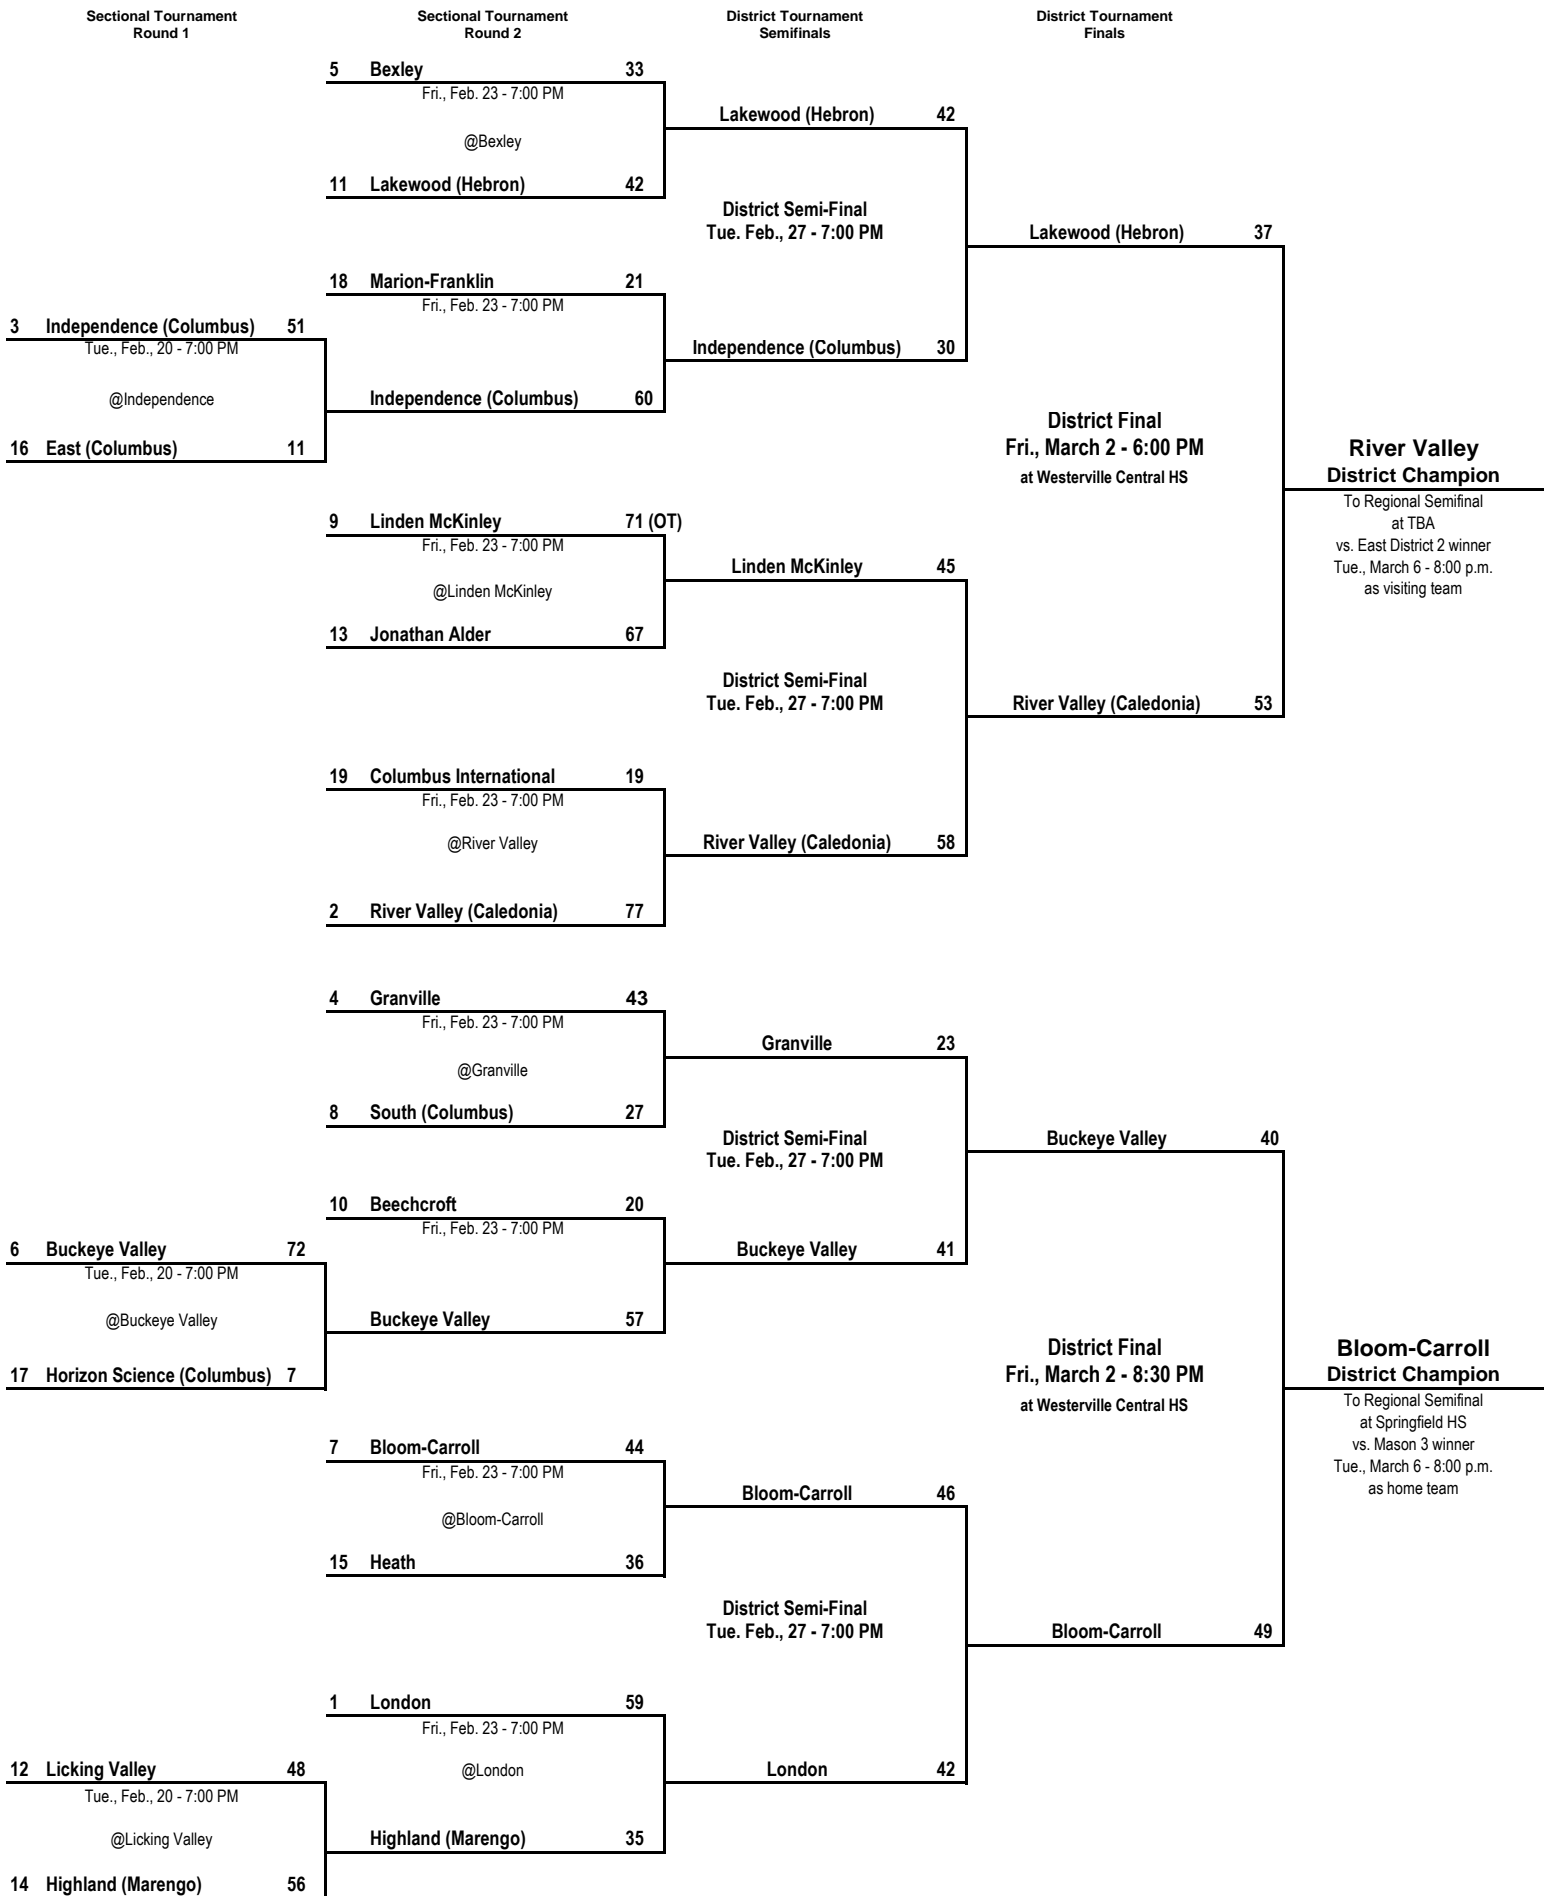 Sectional Tournament
Round 1
Sectional Tournament
Round 2
District Tournament
Semifinals
District Tournament
Finals
5 Bexley 33
Fri., Feb. 23 - 7:00 PM
@Bexley
11 Lakewood (Hebron) 42
Lakewood (Hebron) 42
District Semi-Final
Tue. Feb., 27 - 7:00 PM
Lakewood (Hebron) 37
18 Marion-Franklin 21
Fri., Feb. 23 - 7:00 PM
3 Independence (Columbus) 51
Tue., Feb., 20 - 7:00 PM
@Independence
16 East (Columbus) 11
Independence (Columbus) 60
Independence (Columbus) 30
District Final
Fri., March 2 - 6:00 PM
at Westerville Central HS
River Valley
District Champion
To Regional Semifinal
at TBA
vs. East District 2 winner
Tue., March 6 - 8:00 p.m.
as visiting team
9 Linden McKinley 71 (OT)
Fri., Feb. 23 - 7:00 PM
@Linden McKinley
13 Jonathan Alder 67
Linden McKinley 45
District Semi-Final
Tue. Feb., 27 - 7:00 PM
River Valley (Caledonia) 53
19 Columbus International 19
Fri., Feb. 23 - 7:00 PM
@River Valley
2 River Valley (Caledonia) 77
River Valley (Caledonia) 58
4 Granville 43
Fri., Feb. 23 - 7:00 PM
@Granville
8 South (Columbus) 27
Granville 23
District Semi-Final
Tue. Feb., 27 - 7:00 PM
Buckeye Valley 40
10 Beechcroft 20
Fri., Feb. 23 - 7:00 PM
6 Buckeye Valley 72
Tue., Feb., 20 - 7:00 PM
@Buckeye Valley
17 Horizon Science (Columbus) 7
Buckeye Valley 57
Buckeye Valley 41
District Final
Fri., March 2 - 8:30 PM
at Westerville Central HS
Bloom-Carroll
District Champion
To Regional Semifinal
at Springfield HS
vs. Mason 3 winner
Tue., March 6 - 8:00 p.m.
as home team
7 Bloom-Carroll 44
Fri., Feb. 23 - 7:00 PM
@Bloom-Carroll
15 Heath 36
Bloom-Carroll 46
District Semi-Final
Tue. Feb., 27 - 7:00 PM
Bloom-Carroll 49
1 London 59
Fri., Feb. 23 - 7:00 PM
@London
London 42
12 Licking Valley 48
Tue., Feb., 20 - 7:00 PM
@Licking Valley
14 Highland (Marengo) 56
Highland (Marengo) 35